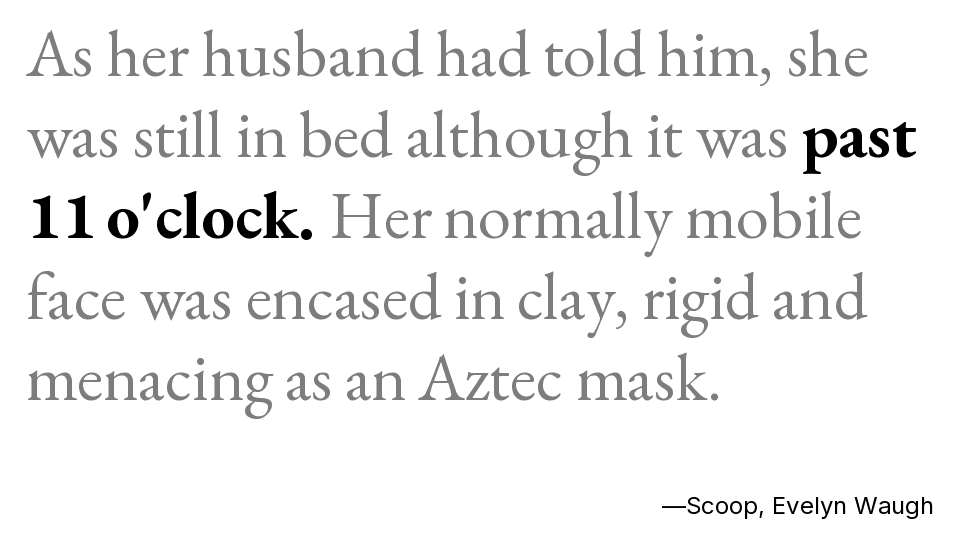 As her husband had told him, she
was still in bed although it was past
11 o'clock. Her normally mobile
face was encased in clay, rigid and
menacing as an Aztec mask.
—Scoop, Evelyn Waugh